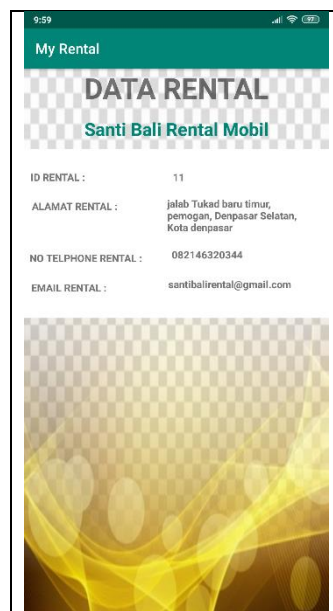 9:59
97
My Rental
DATA RENTAL
Santi Bali Rental Mobil
ID RENTAL : 11
ALAMAT RENTAL : jalab Tukad baru timur,
pemogan, Denpasar Selatan,
Kota denpasar
NO TELPHONE RENTAL : 082146320344
EMAIL RENTAL : santibalirental@gmail.com